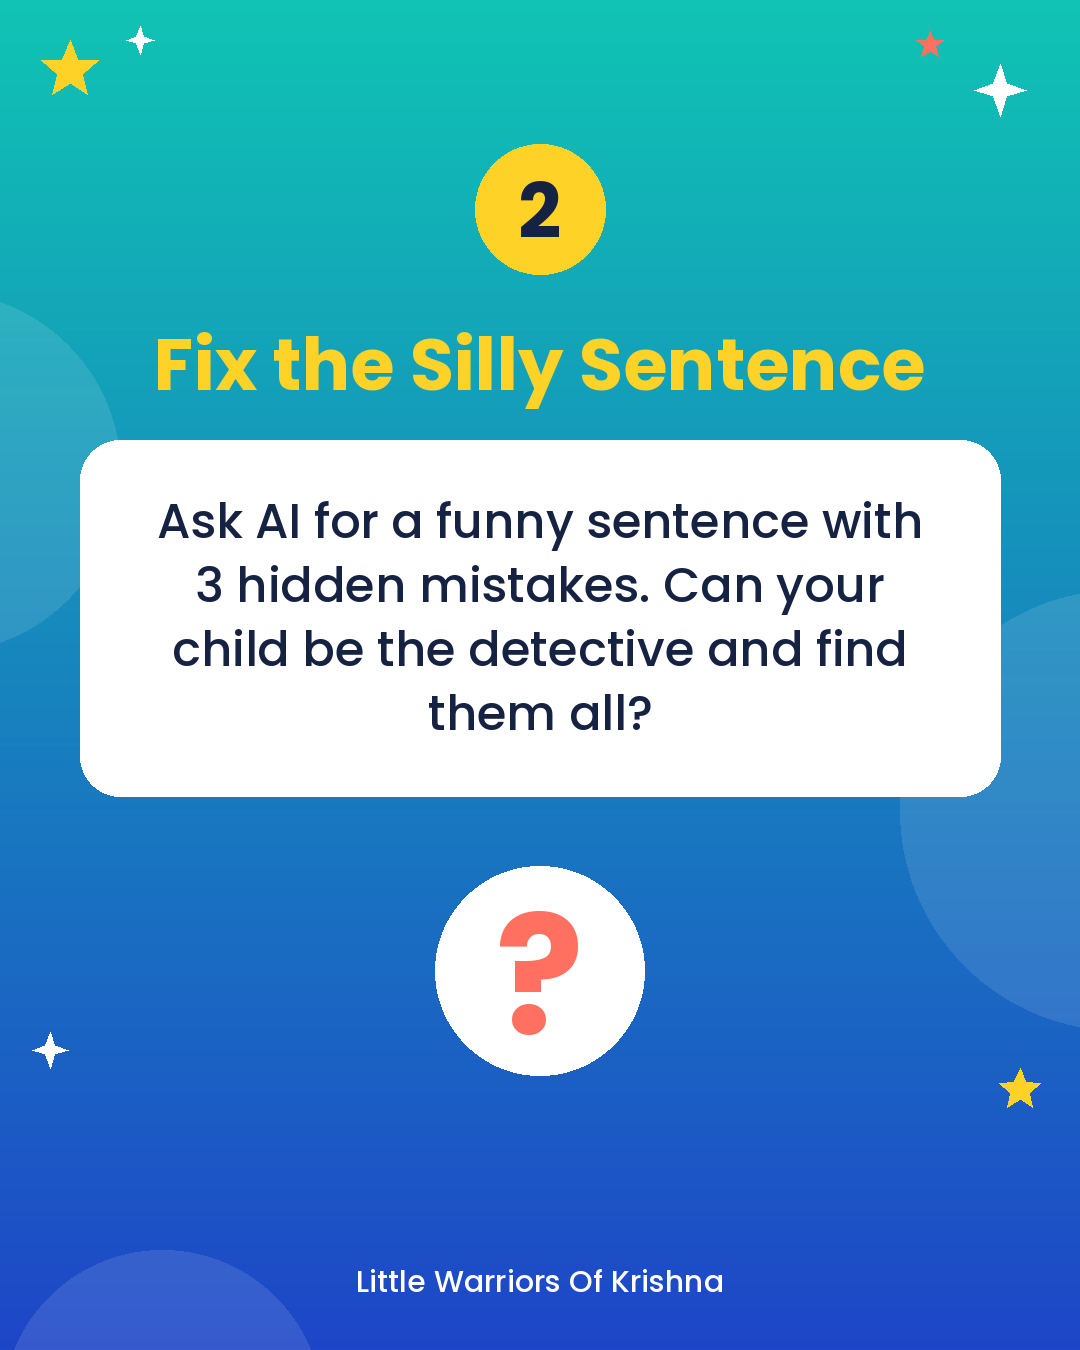 2
Fix the Silly Sentence
Ask AI for a funny sentence with
3 hidden mistakes. Can your
child be the detective and find
them all?
?
Little Warriors Of Krishna